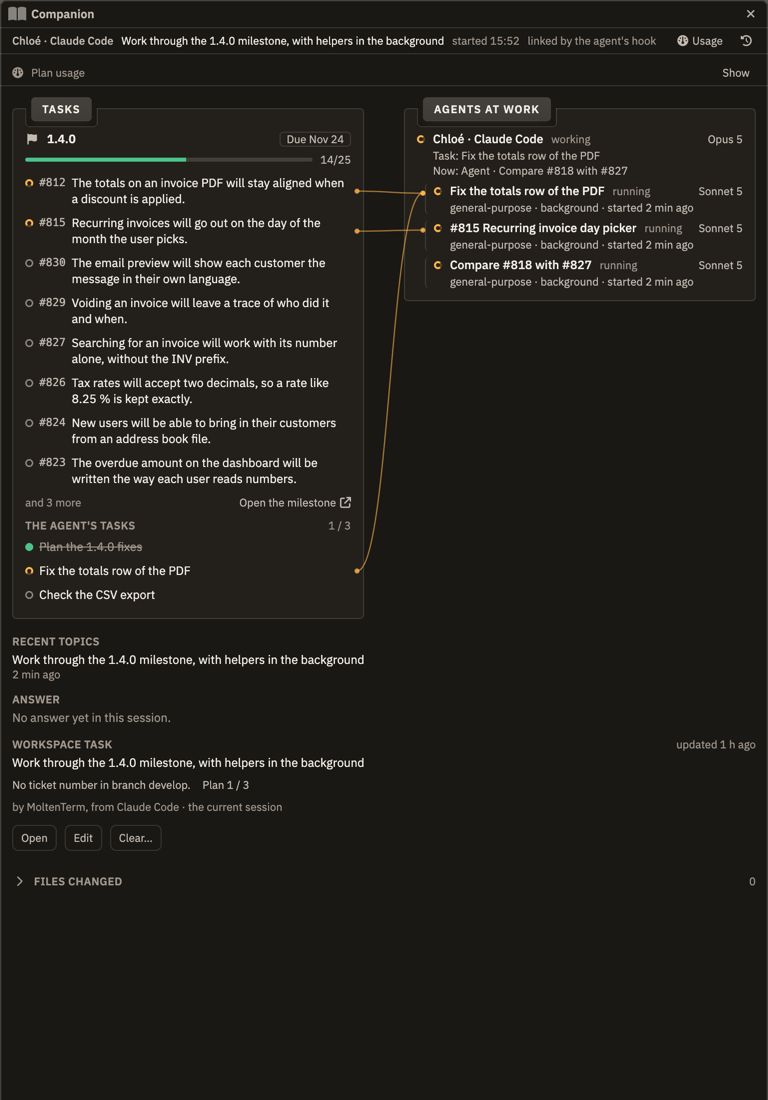 Companion
Chloé · Claude Code Work through the 1.4.0 milestone, with helpers in the background started 15:52 linked by the agent's hook Usage
Plan usage Show
TASKS
1.4.0 Due Nov 24
14/25
#812 The totals on an invoice PDF will stay aligned when
a discount is applied.
#815 Recurring invoices will go out on the day of the
month the user picks.
#830 The email preview will show each customer the
message in their own language.
#829 Voiding an invoice will leave a trace of who did it
and when.
#827 Searching for an invoice will work with its number
alone, without the INV prefix.
#826 Tax rates will accept two decimals, so a rate like
8.25 % is kept exactly.
#824 New users will be able to bring in their customers
from an address book file.
#823 The overdue amount on the dashboard will be
written the way each user reads numbers.
and 3 more Open the milestone
THE AGENT'S TASKS 1 / 3
Plan the 1.4.0 fixes
Fix the totals row of the PDF
Check the CSV export
AGENTS AT WORK
Chloé · Claude Code working Opus 5
Task: Fix the totals row of the PDF
Now: Agent · Compare #818 with #827
Fix the totals row of the PDF running Sonnet 5
general-purpose · background · started 2 min ago
#815 Recurring invoice day picker running Sonnet 5
general-purpose · background · started 2 min ago
Compare #818 with #827 running Sonnet 5
general-purpose · background · started 2 min ago
RECENT TOPICS
Work through the 1.4.0 milestone, with helpers in the background
2 min ago
ANSWER
No answer yet in this session.
WORKSPACE TASK updated 1 h ago
Work through the 1.4.0 milestone, with helpers in the background
No ticket number in branch develop. Plan 1 / 3
by MoltenTerm, from Claude Code · the current session
Open Edit Clear...
FILES CHANGED 0